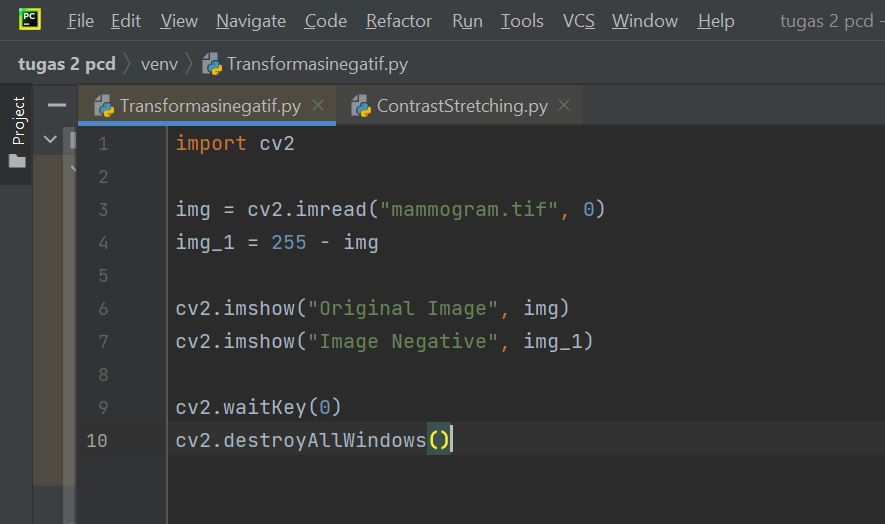 PC File Edit View Navigate Code Refactor Run Tools VCS Window Help tugas 2 pcd -
tugas 2 pcd venv Transformasinegatif.py
Project
Transformasinegatif.py ContrastStretching.py
1 import cv2
2
3 img = cv2.imread("mammogram.tif", 0)
4 img_1 = 255 - img
5
6 cv2.imshow("Original Image", img)
7 cv2.imshow("Image Negative", img_1)
8
9 cv2.waitKey(0)
10 cv2.destroyAllWindows()